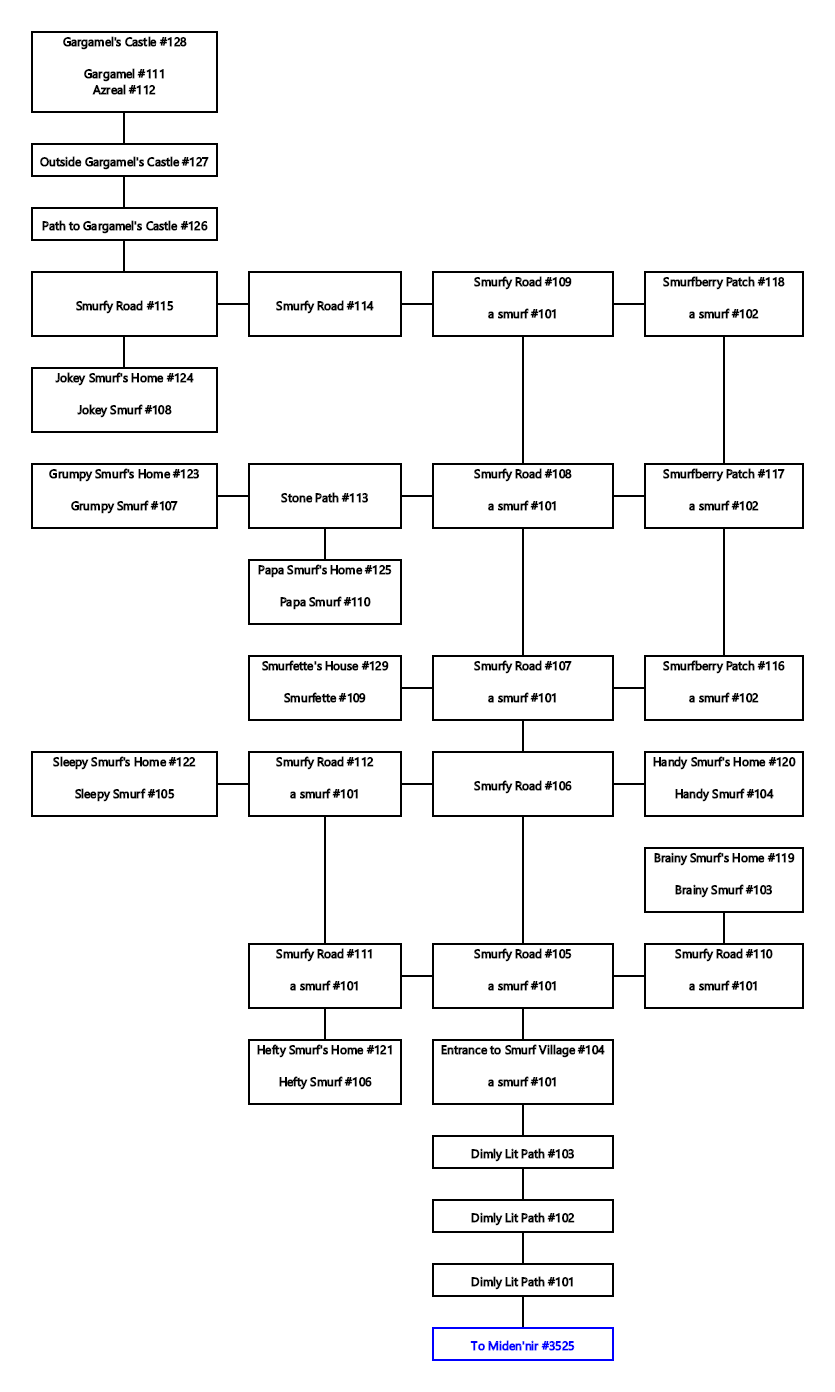 Gargamel's Castle #128
Gargamel #111
Azreal #112
Outside Gargamel's Castle #127
Path to Gargamel's Castle #126
Smurfy Road #115
Smurfy Road #114
Smurfy Road #109
a smurf #101
Smurfberry Patch #118
a smurf #102
Jokey Smurf's Home #124
Jokey Smurf #108
Grumpy Smurf's Home #123
Grumpy Smurf #107
Stone Path #113
Smurfy Road #108
a smurf #101
Smurfberry Patch #117
a smurf #102
Papa Smurf's Home #125
Papa Smurf #110
Smurfette's House #129
Smurfette #109
Smurfy Road #107
a smurf #101
Smurfberry Patch #116
a smurf #102
Sleepy Smurf's Home #122
Sleepy Smurf #105
Smurfy Road #112
a smurf #101
Smurfy Road #106
Handy Smurf's Home #120
Handy Smurf #104
Brainy Smurf's Home #119
Brainy Smurf #103
Smurfy Road #111
a smurf #101
Smurfy Road #105
a smurf #101
Smurfy Road #110
a smurf #101
Hefty Smurf's Home #121
Hefty Smurf #106
Entrance to Smurf Village #104
a smurf #101
Dimly Lit Path #103
Dimly Lit Path #102
Dimly Lit Path #101
To Miden'nir #3525